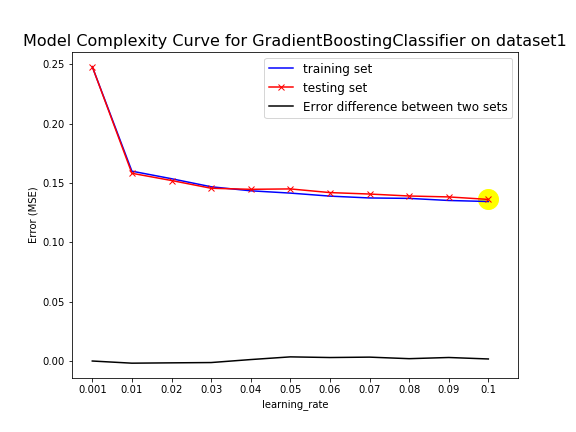 Model Complexity Curve for GradientBoostingClassifier on dataset1
training set
testing set
Error difference between two sets
Error (MSE)
0.25
0.20
0.15
0.10
0.05
0.00
0.001 0.01 0.02 0.03 0.04 0.05 0.06 0.07 0.08 0.09 0.1
learning_rate